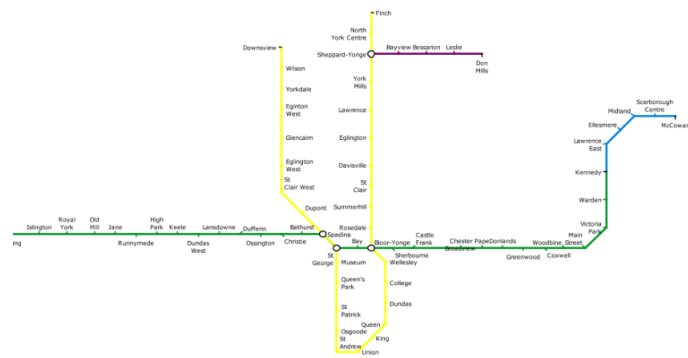 Finch
North
York Centre
Downsview
Sheppard-Yonge
Bayview Bessarion Leslie
Don
Mills
Wilson
Yorkdale
Eginton
West
Glencairn
Eglington
West
St
Clair West
Dupont
York
Mills
Lawrence
Eglington
Davisville
St
Clair
Summerhill
Rosedale
Scarborough
Centre
Midland
McCowan
Ellesmere
Lawrence
East
Kennedy
Warden
Victoria
Park
Main
Street
ing
Islington
Royal
York
Old
Mill
Jane
Runnymede
High
Park
Keele
Dundas
West
Lansdowne
Dufferin
Ossington
Christie
Bathurst
Spadina
St
George
Bay
Bloor-Yonge
Castle
Frank
Sherbourne
Broadview
Chester Pape Donlands
Greenwood
Coxwell
Woodbine
Museum
Queen's
Park
St
Patrick
Osgoode
St
Andrew
Union
King
Queen
Dundas
College
Wellesley